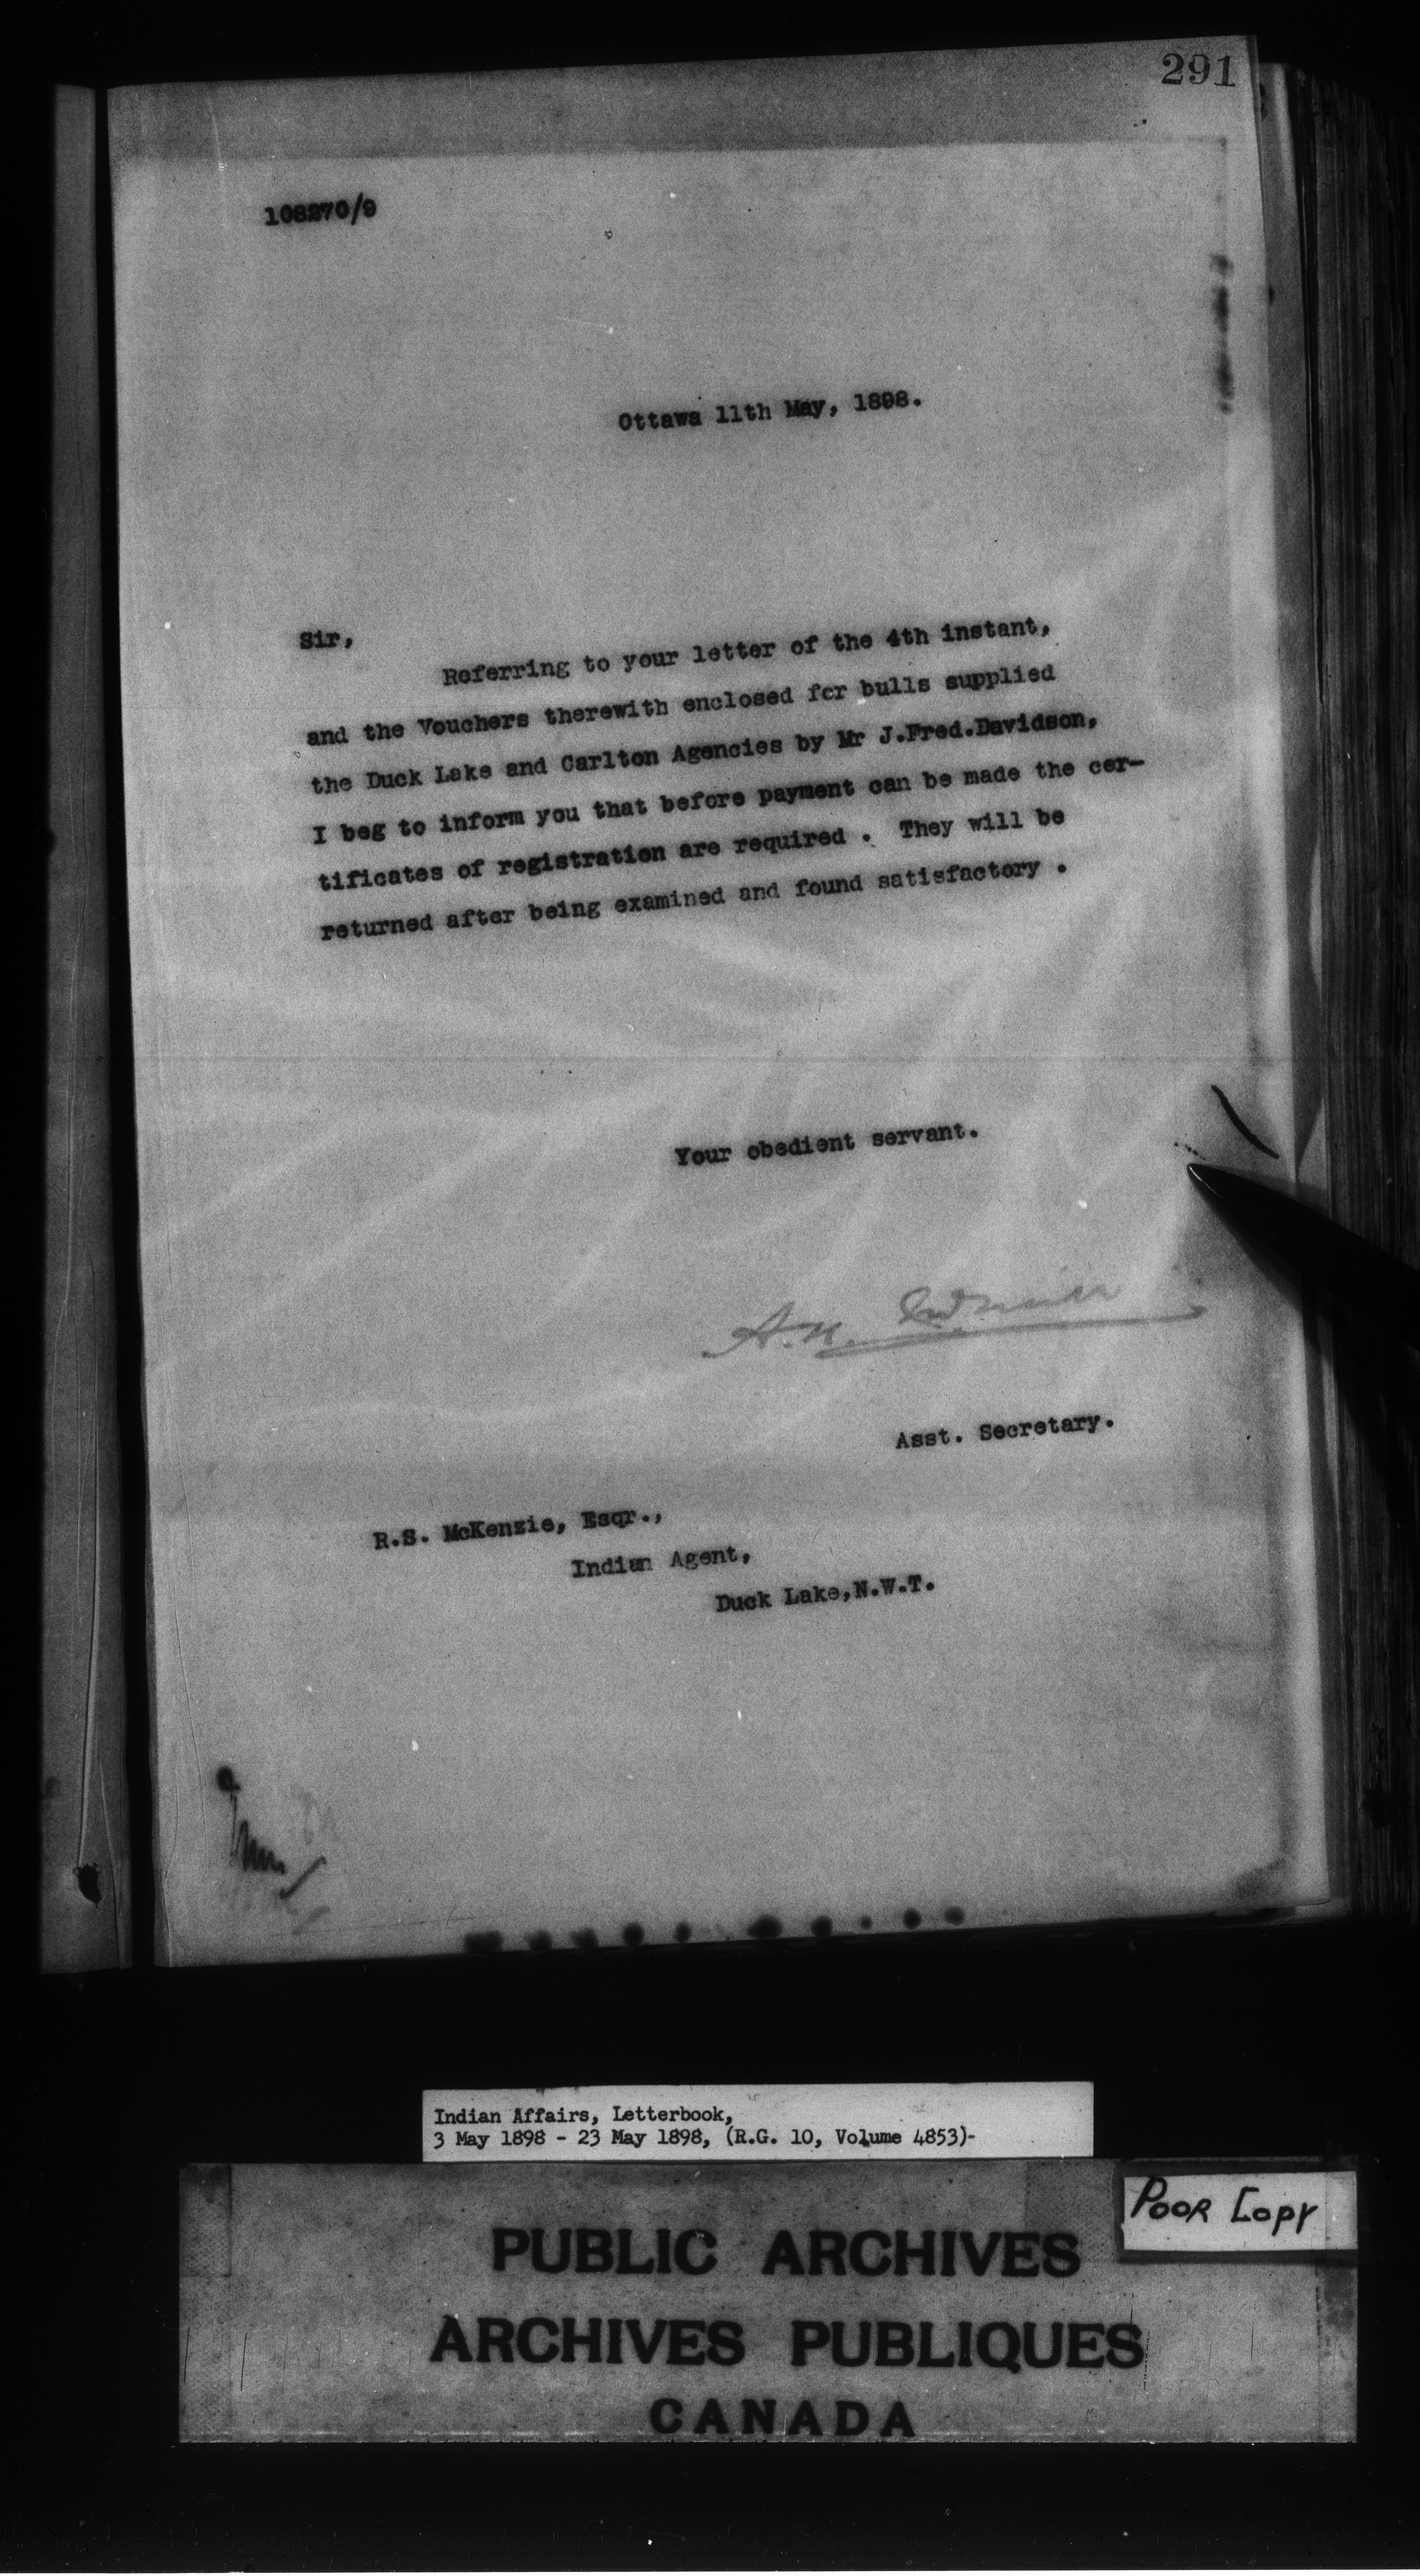 291
108270/9
Ottawa 11th May, 1898.
Sir,
Referring to your letter of the 4th instant,
and the Vouchers therewith enclosed for bulls supplied
the Duck Lake and Carlton Agencies by Mr J.Fred.Davidson,
I beg to inform you that before payment can be made the cer-
tificates of registration are required . They will be
returned after being examined and found satisfactory .
Your obedient servant.
A.N.
Asst. Secretary.
R.S. McKenzie, Esqr.,
Indian Agent,
Duck Lake,N.W.T.
Indian Affairs, Letterbook,
3 May 1898 - 23 May 1898, (R.G. 10, Volume 4853)-
POOR Copy
PUBLIC ARCHIVES
ARCHIVES PUBLIQUES
CANADA